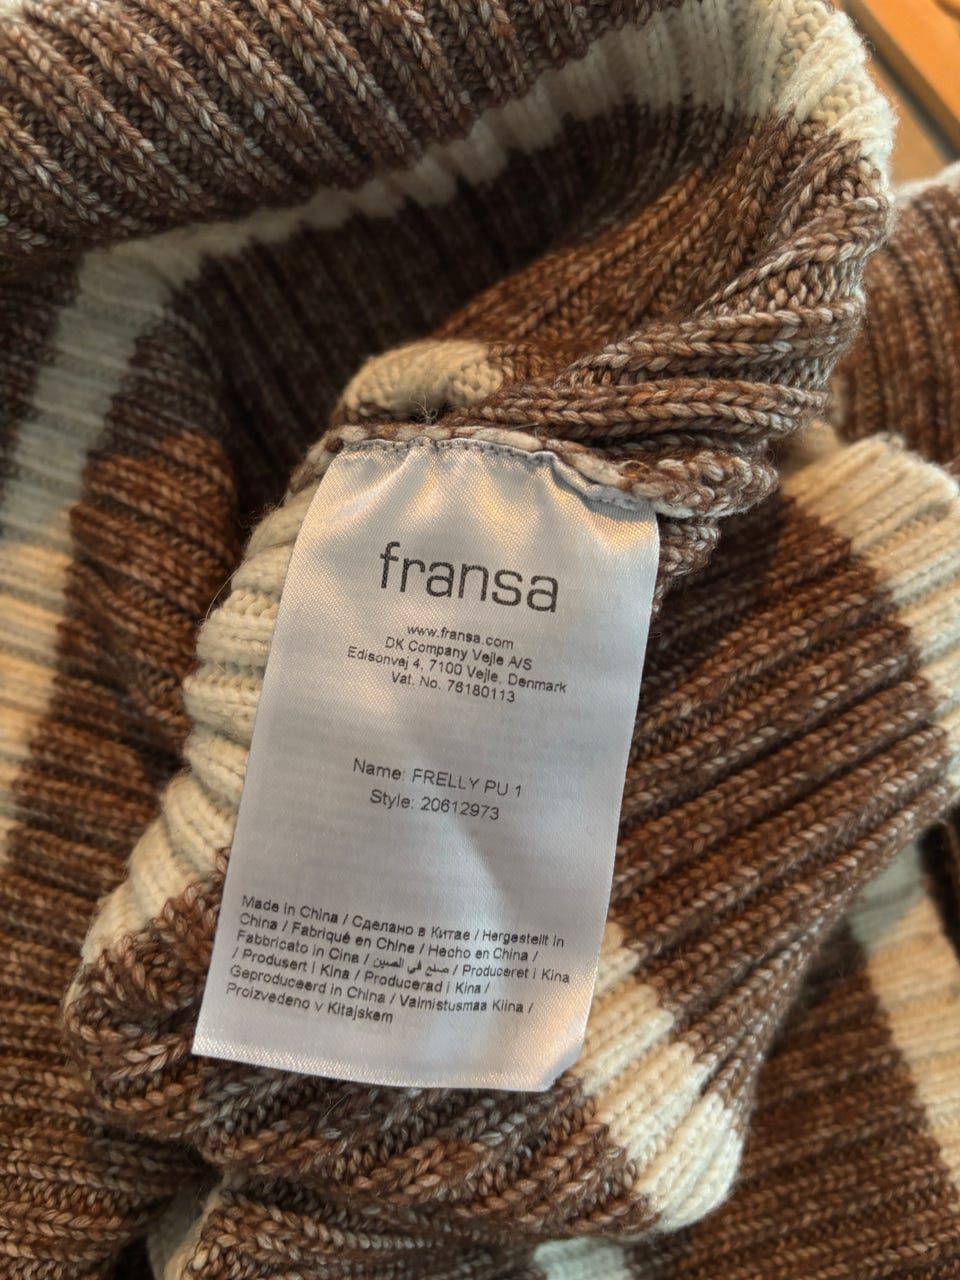 fransa
www.fransa.com
DK Company Vejle A/S
Edisonvej 4, 7100 Vejle, Denmark
Vat. No. 76180113
Name: FRELLY PU 1
Style: 20612973
Made in China / Сделано в Китае / Hergestellt in
China / Fabriqué en Chine / Hecho en China /
Fabbricato in Cina / صنع في الصين / Produceret i Kina
/ Produsert i Kina / Producerad i Kina /
Geproduceerd in China / Valmistusmaa Kiina /
Proizvedeno v Kitajskem